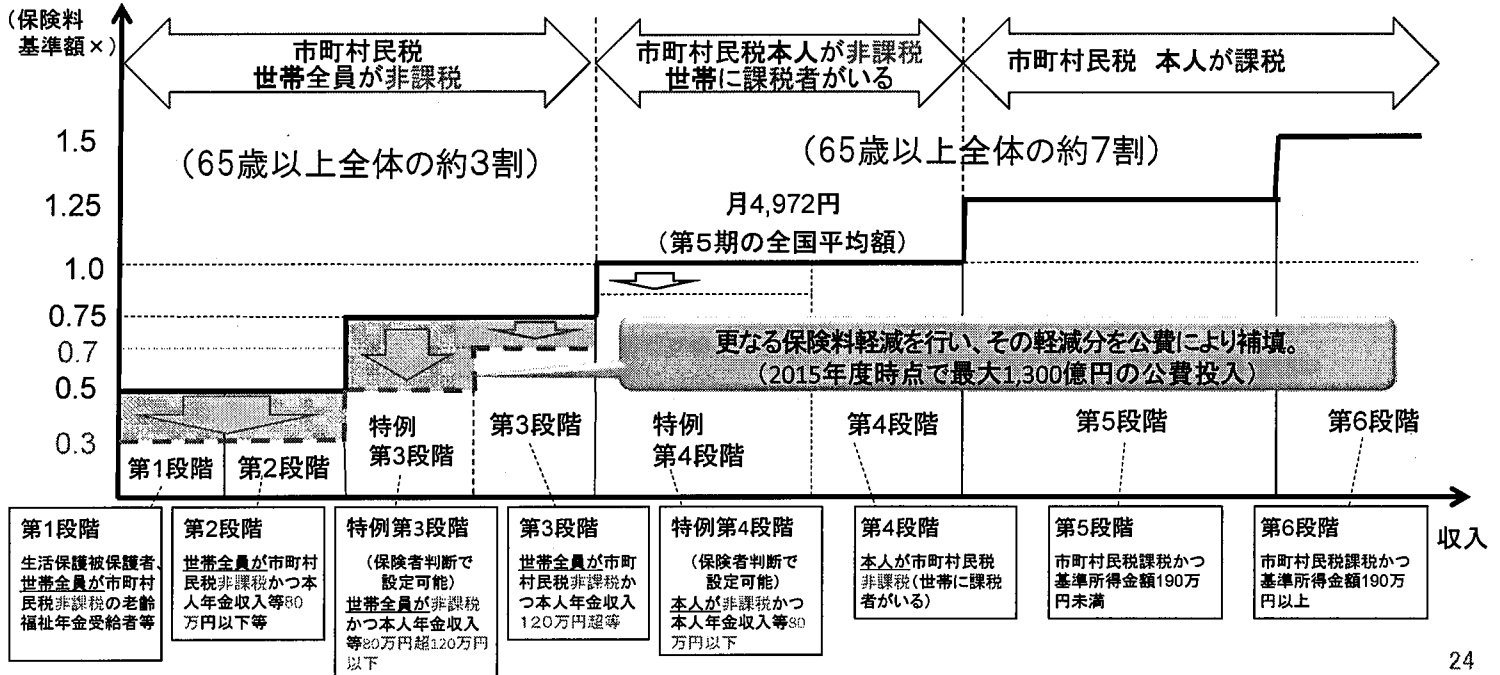 (保険料
基準額×)
市町村民税
世帯全員が非課税
市町村民税本人が非課税
世帯に課税者がいる
市町村民税 本人が課税
(65歳以上全体の約3割)
(65歳以上全体の約7割)
1.5
1.25
1.0
0.75
0.7
0.5
0.3
月4,972円
(第5期の全国平均額)
更なる保険料軽減を行い、その軽減分を公費により補填。
(2015年度時点で最大1,300億円の公費投入)
第1段階
第2段階
特例
第3段階
第3段階
特例
第4段階
第4段階
第5段階
第6段階
収入
第1段階
生活保護被保護者、
世帯全員が市町村
民税非課税の老齢
福祉年金受給者等
第2段階
世帯全員が市町村
民税非課税かつ本
人年金収入等80
万円以下等
特例第3段階
(保険者判断で
設定可能)
世帯全員が非課税
かつ本人年金収入
等80万円超120万円
以下
第3段階
世帯全員が市町
村民税非課税か
つ本人年金収入
120万円超等
特例第4段階
(保険者判断で
設定可能)
本人が非課税かつ
本人年金収入等80
万円以下
第4段階
本人が市町村民税
非課税(世帯に課税
者がいる)
第5段階
市町村民税課税かつ
基準所得金額190万
円未満
第6段階
市町村民税課税かつ
基準所得金額190万
円以上
24